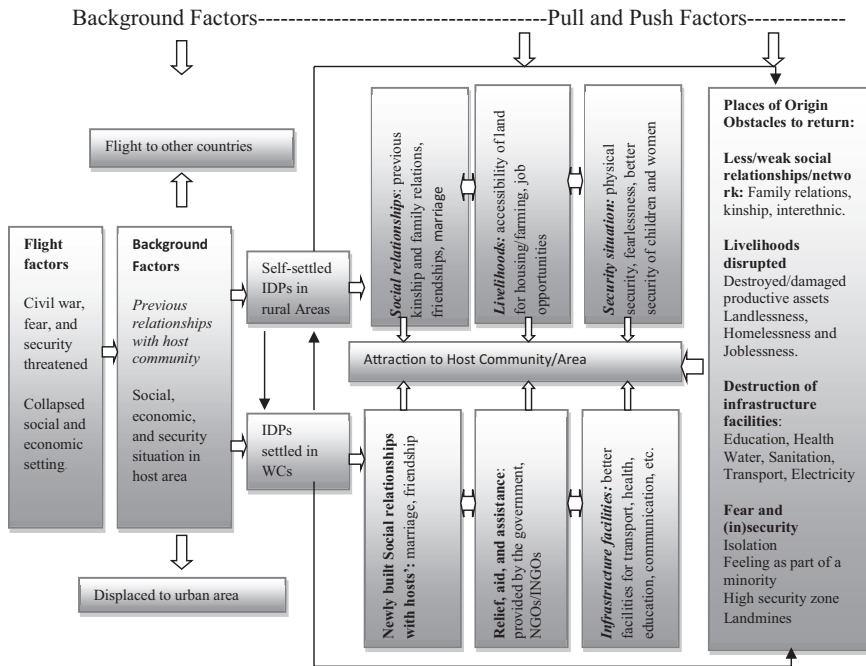 Background Factors-----------------------------------Pull and Push Factors----------------
Flight to other countries
Flight
factors
Civil war,
fear, and
security
threatened
Collapsed
social and
economic
setting.
Background
Factors
Previous
relationships
with host
community
Social,
economic,
and security
situation in
host area
Displaced to urban area
Self-settled
IDPs in
rural Areas
IDPs
settled in
WCs
Social relationships: previous
kinship and family relations,
friendships, marriage
Livelihoods: accessibility of land
for housing/farming, job
opportunities
Security situation: physical
security, fearlessness, better
security of children and women
Attraction to Host Community/Area
Newly built Social relationships
with hosts': marriage, friendship
Relief, aid, and assistance:
provided by the government,
NGOs/INGOs
Infrastructure facilities: better
facilities for transport, health,
education, communication, etc.
Places of Origin
Obstacles to return:
Less/weak social
relationships/netwo
rk: Family relations,
kinship, interethnic.
Livelihoods
disrupted
Destroyed/damaged
productive assets
Landlessness,
Homelessness and
Joblessness.
Destruction of
infrastructure
facilities:
Education, Health
Water, Sanitation,
Transport, Electricity
Fear and
(in)security
Isolation
Feeling as part of a
minority
High security zone
Landmines